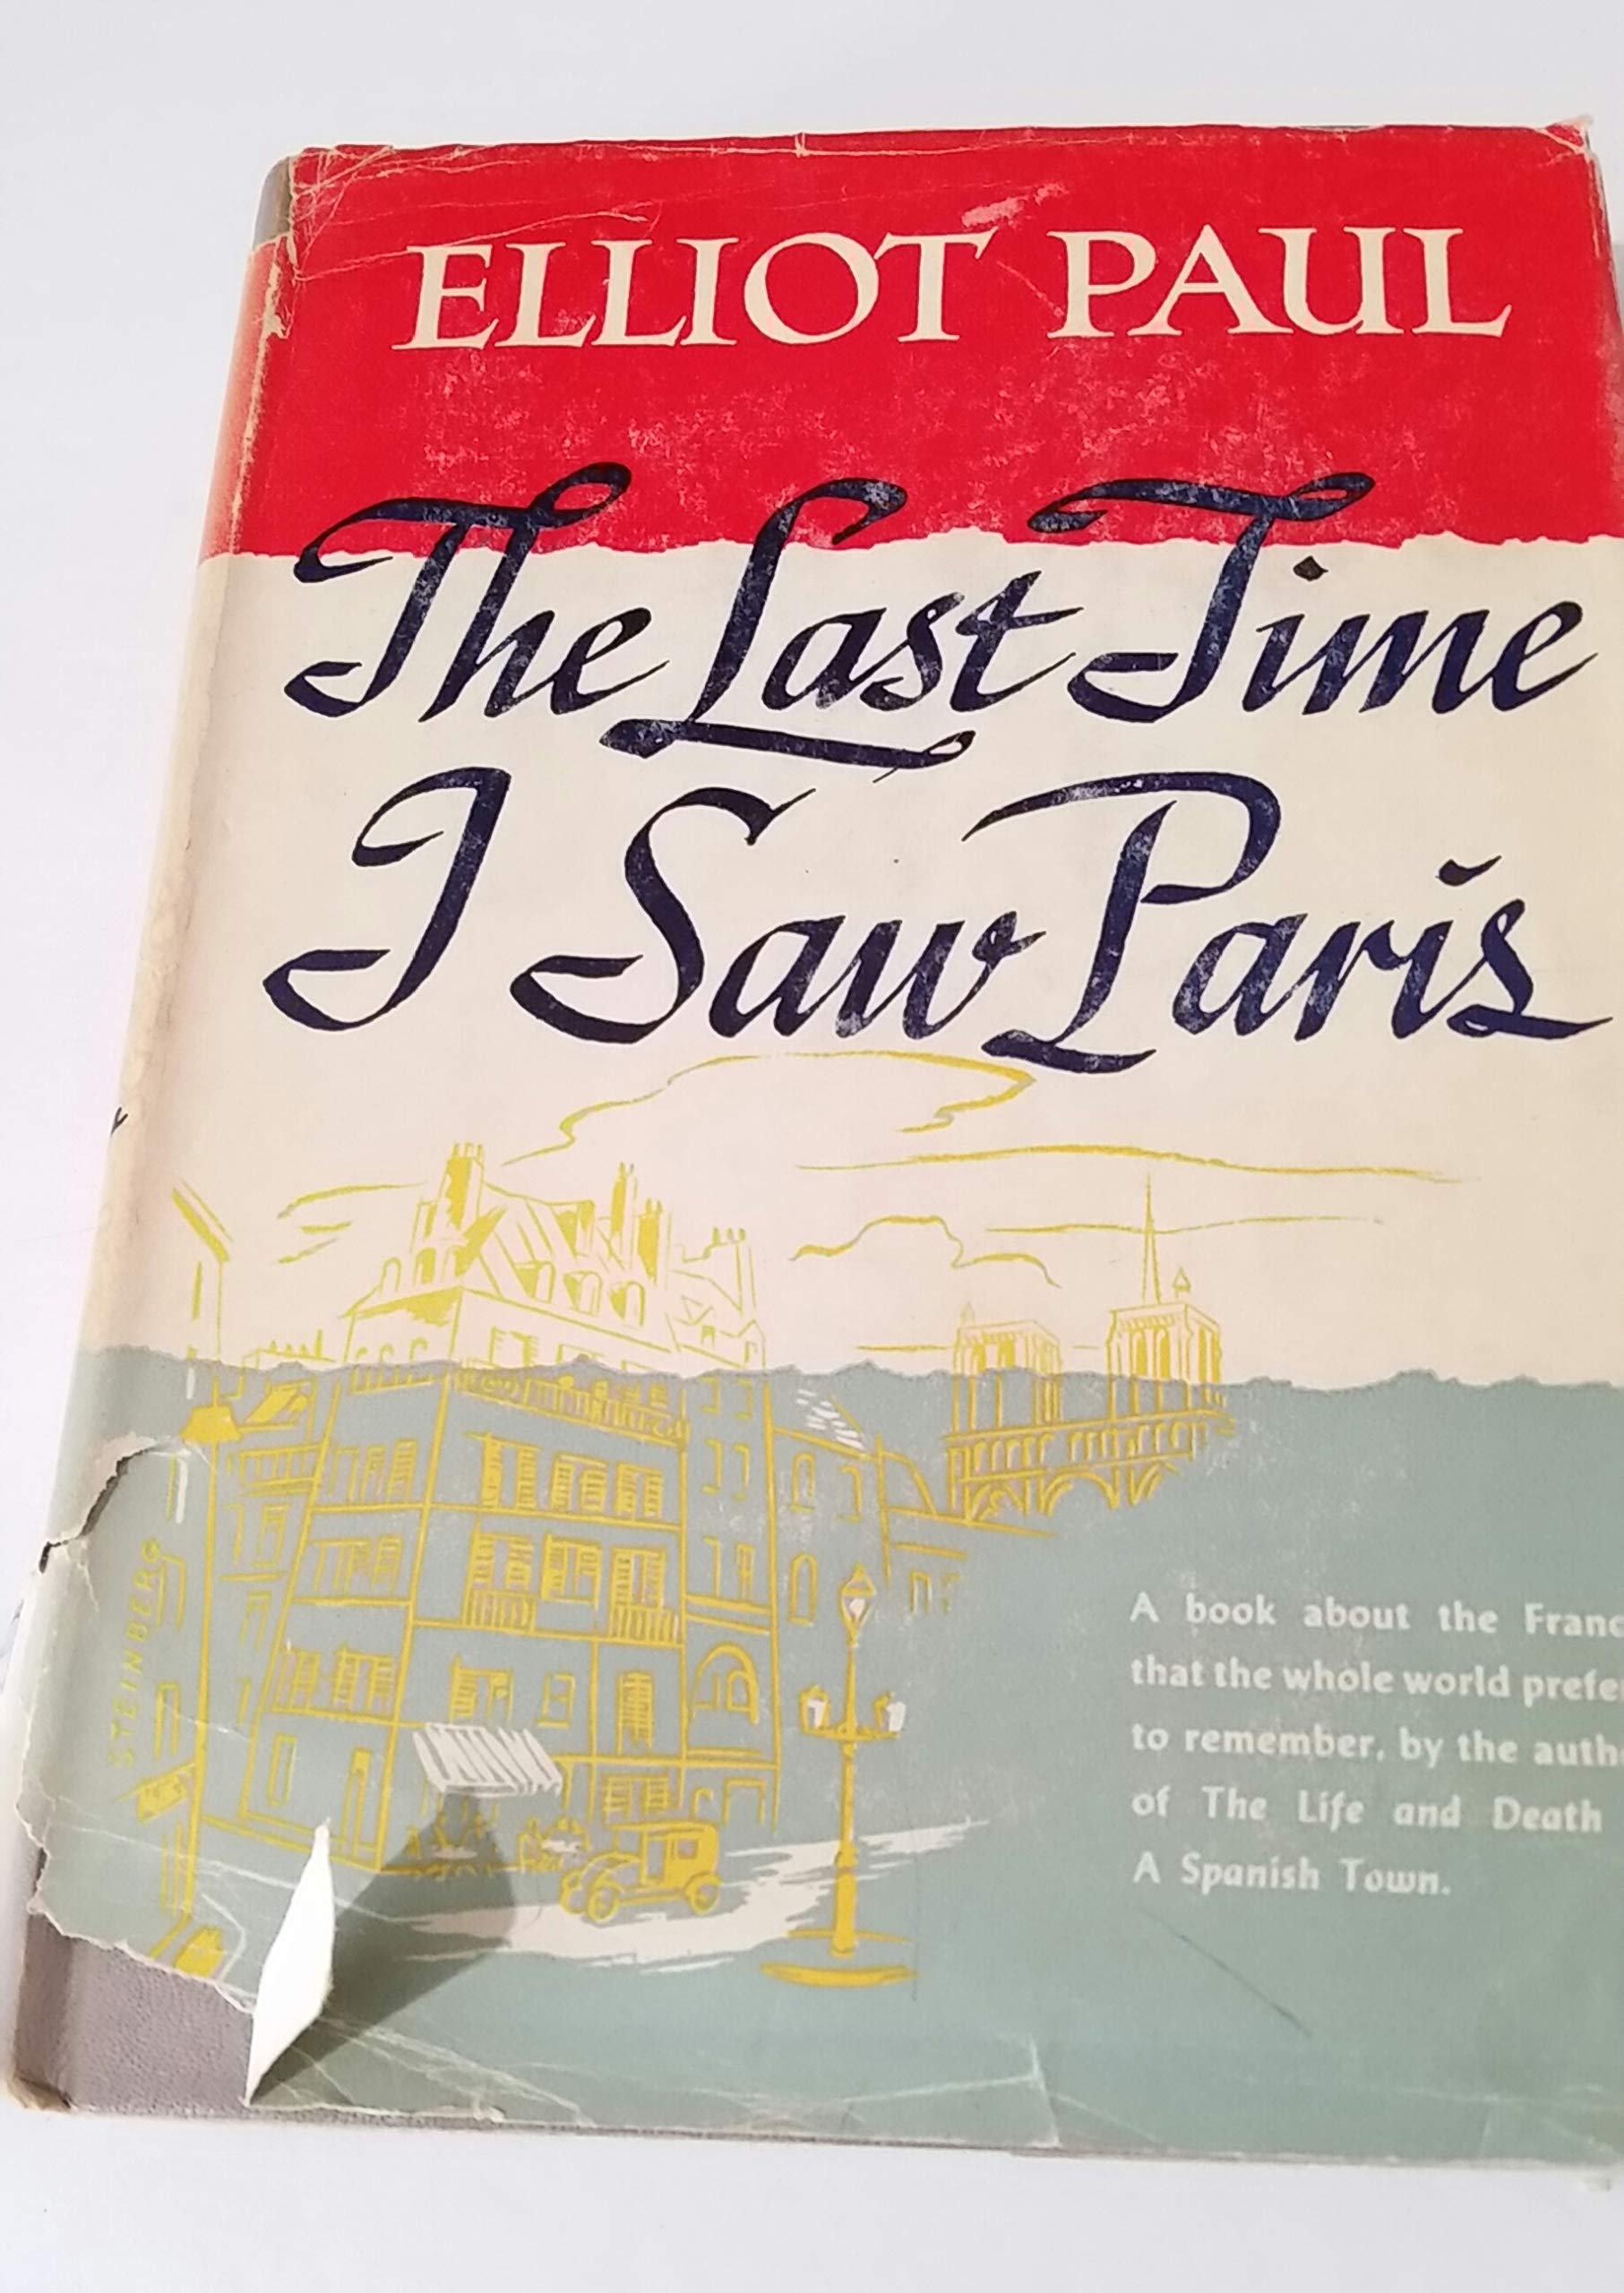 ELLIOT PAUL
The Last Time
I Saw Paris
STEINBERG
A book about the Franc
that the whole world prefe
to remember, by the auth
of The Life and Death
A Spanish Town.